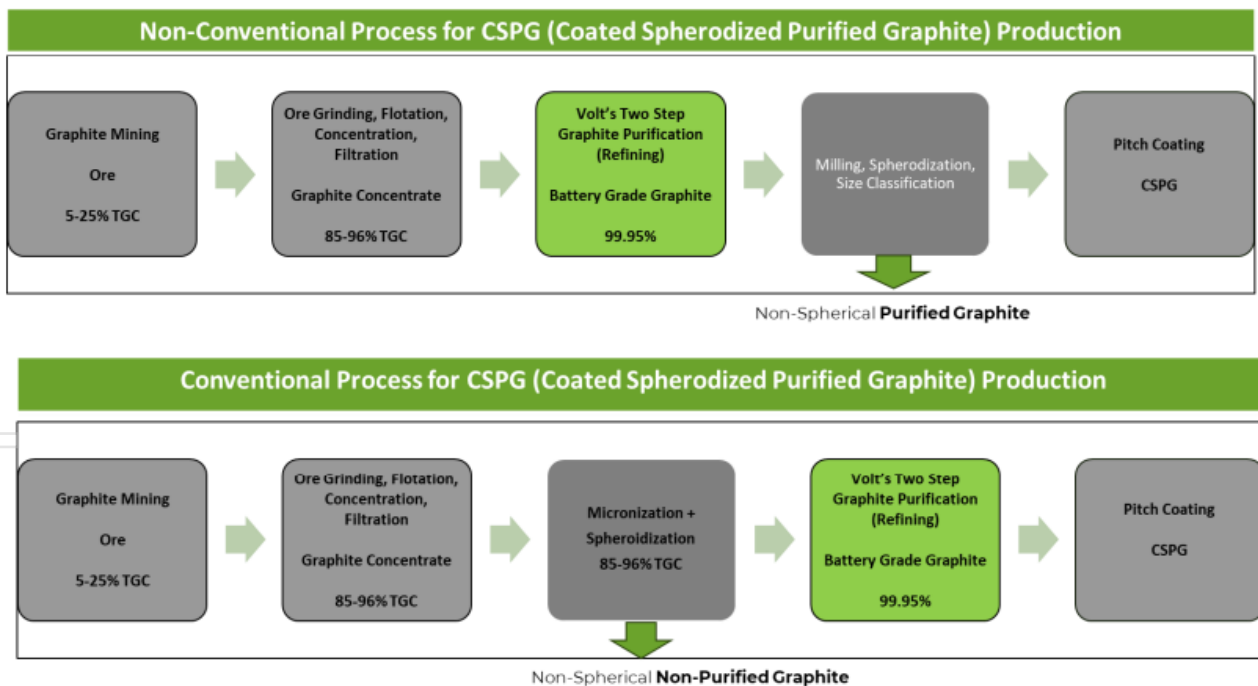 Non-Conventional Process for CSPG (Coated Spherodized Purified Graphite) Production
Graphite Mining
Ore
5-25% TGC
Ore Grinding, Flotation,
Concentration,
Filtration
Graphite Concentrate
85-96% TGC
Volt's Two Step
Graphite Purification
(Refining)
Battery Grade Graphite
99.95%
Milling, Spherodization,
Size Classification
Pitch Coating
CSPG
Non-Spherical Purified Graphite
Conventional Process for CSPG (Coated Spherodized Purified Graphite) Production
Graphite Mining
Ore
5-25% TGC
Ore Grinding, Flotation,
Concentration,
Filtration
Graphite Concentrate
85-96% TGC
Micronization +
Spheroidization
85-96% TGC
Volt's Two Step
Graphite Purification
(Refining)
Battery Grade Graphite
99.95%
Pitch Coating
CSPG
Non-Spherical Non-Purified Graphite